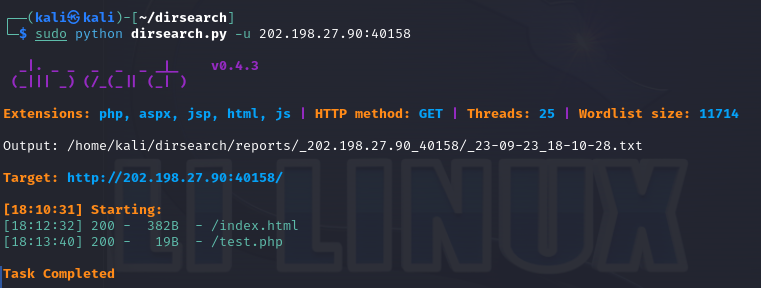 ┌──(kali㉿kali)-[~/dirsearch]
└─$ sudo python dirsearch.py -u 202.198.27.90:40158
_|. _ _  _  _  _ _|_    v0.4.3
(_||| _) (/_(_|| (_| )
Extensions: php, aspx, jsp, html, js | HTTP method: GET | Threads: 25 | Wordlist size: 11714
Output: /home/kali/dirsearch/reports/_202.198.27.90_40158/_23-09-23_18-10-28.txt
Target: http://202.198.27.90:40158/
[18:10:31] Starting:
[18:12:32] 200 -  382B  - /index.html
[18:13:40] 200 -   19B  - /test.php
Task Completed
LI LINUX